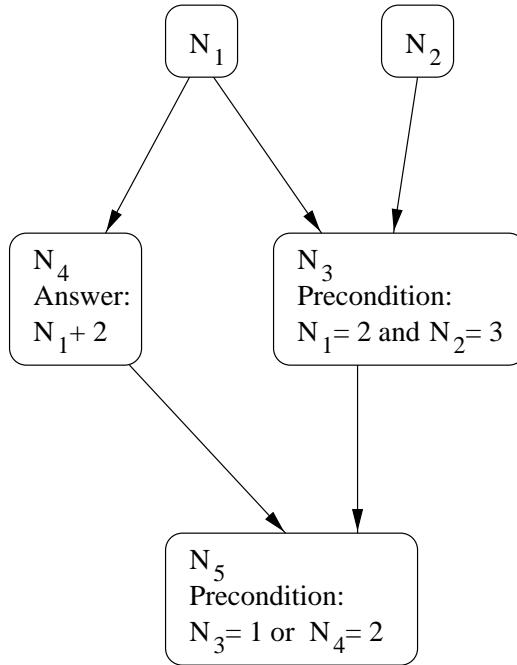 N₁
N₂
N₄
Answer:
N₁+ 2
N₃
Precondition:
N₁= 2 and N₂= 3
N₅
Precondition:
N₃= 1 or N₄= 2